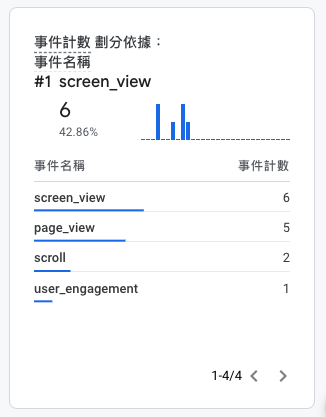 事件計數 劃分依據：
事件名稱
#1 screen_view
6
42.86%
事件名稱 事件計數
screen_view 6
page_view 5
scroll 2
user_engagement 1
1-4/4